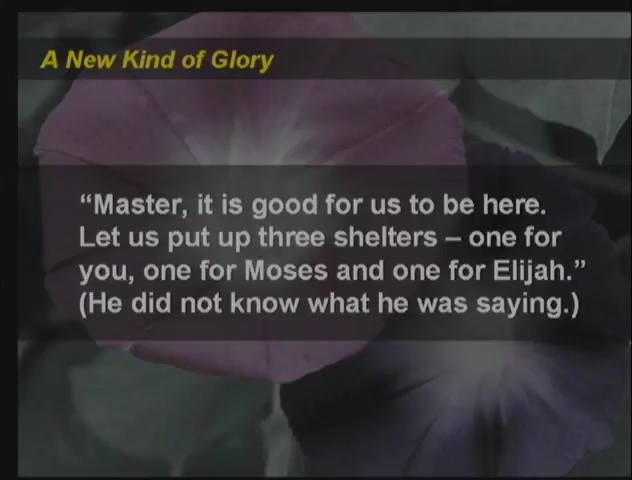 A New Kind of Glory
“Master, it is good for us to be here.
Let us put up three shelters – one for
you, one for Moses and one for Elijah.”
(He did not know what he was saying.)